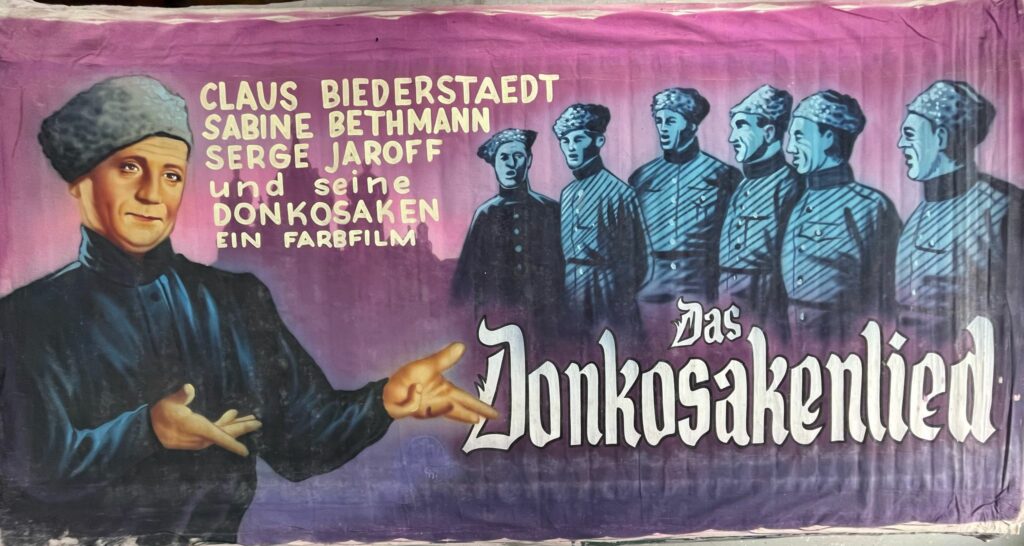 CLAUS BIEDERSTAEDT
SABINE BETHMANN
SERGE JAROFF
und seine
DONKOSAKEN
EIN FARBFILM
Das
Donkosakenlied